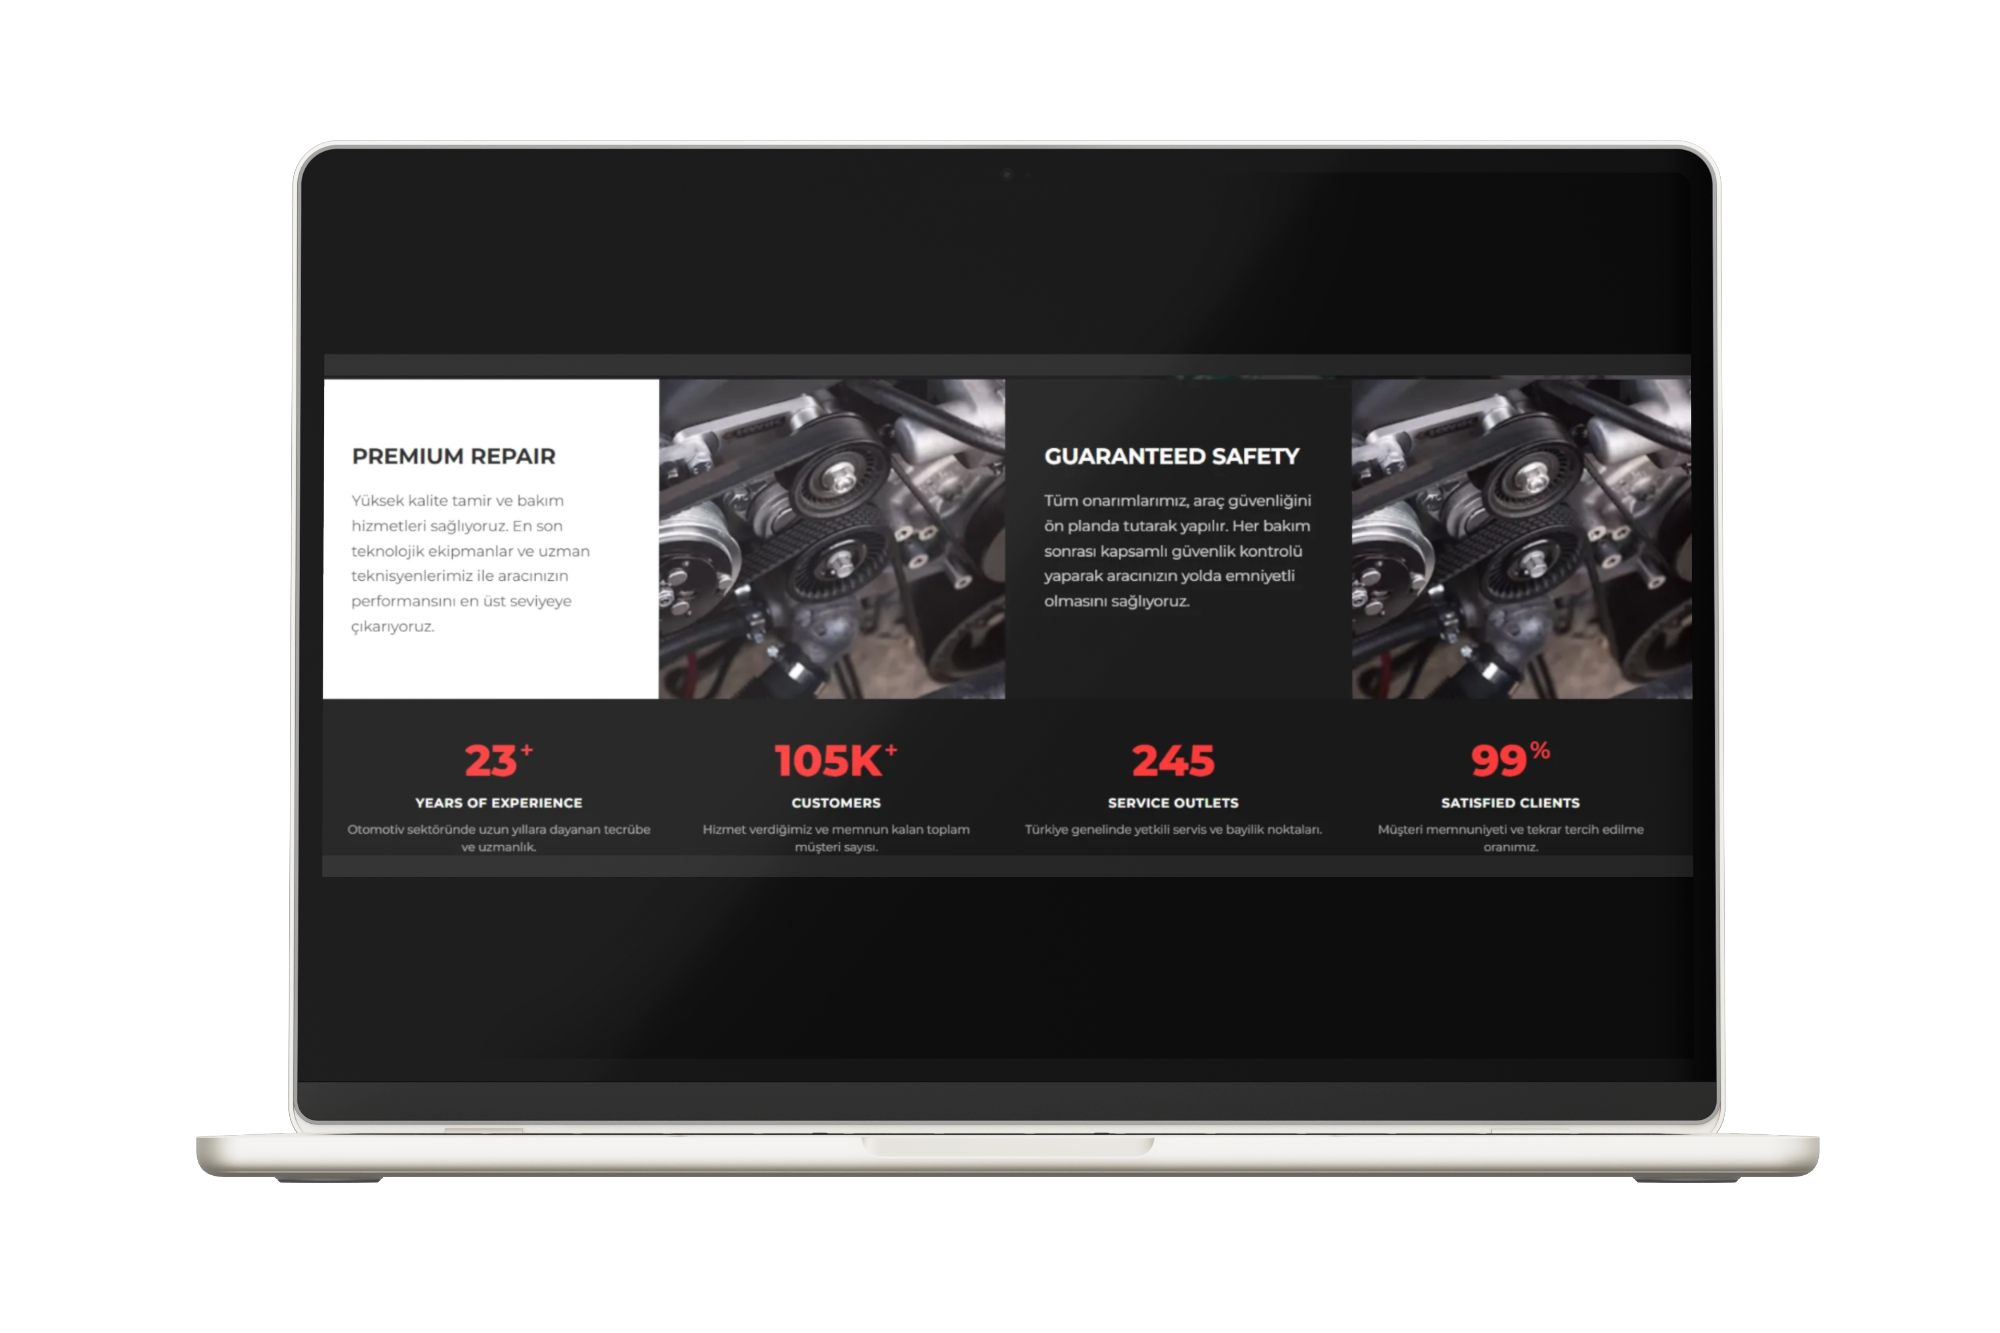 PREMIUM REPAIR
Yüksek kalite tamir ve bakım
hizmetleri sağlıyoruz. En son
teknolojik ekipmanlar ve uzman
teknisyenlerimiz ile aracınızın
performansını en üst seviyeye
çıkarıyoruz.
GUARANTEED SAFETY
Tüm onarımlarımız, araç güvenliğini
ön planda tutarak yapılır. Her bakım
sonrası kapsamlı güvenlik kontrolü
yaparak aracınızın yolda emniyetli
olmasını sağlıyoruz.
23+
YEARS OF EXPERIENCE
Otomotiv sektöründe uzun yıllara dayanan tecrübe
ve uzmanlık.
105K+
CUSTOMERS
Hizmet verdiğimiz ve memnun kalan toplam
müşteri sayısı.
245
SERVICE OUTLETS
Türkiye genelinde yetkili servis ve bayilik noktaları.
99%
SATISFIED CLIENTS
Müşteri memnuniyeti ve tekrar tercih edilme
oranımız.